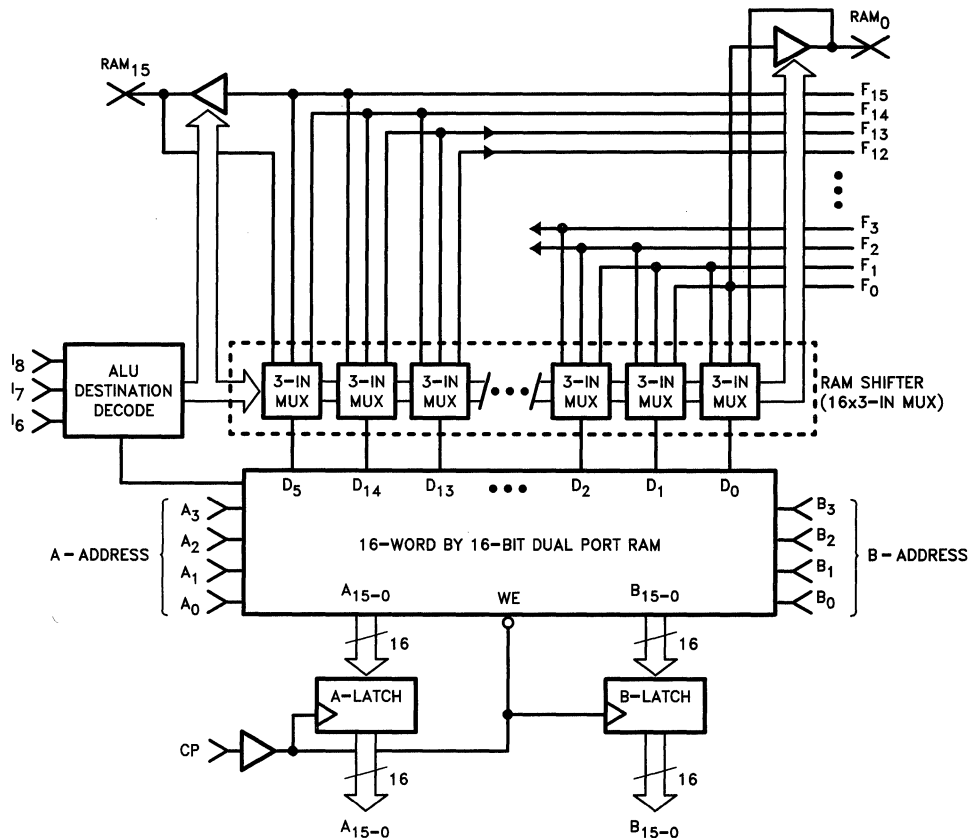 RAM0
RAM15
F15
F14
F13
F12
F3
F2
F1
F0
I8
I7
I6
ALU
DESTINATION
DECODE
3-IN
MUX
3-IN
MUX
3-IN
MUX
3-IN
MUX
3-IN
MUX
3-IN
MUX
RAM SHIFTER
(16x3-IN MUX)
D5
D14
D13
D2
D1
D0
A-ADDRESS
A3
A2
A1
A0
16-WORD BY 16-BIT DUAL PORT RAM
B3
B2
B1
B0
B-ADDRESS
A15-0
WE
B15-0
16
16
A-LATCH
B-LATCH
CP
16
16
A15-0
B15-0